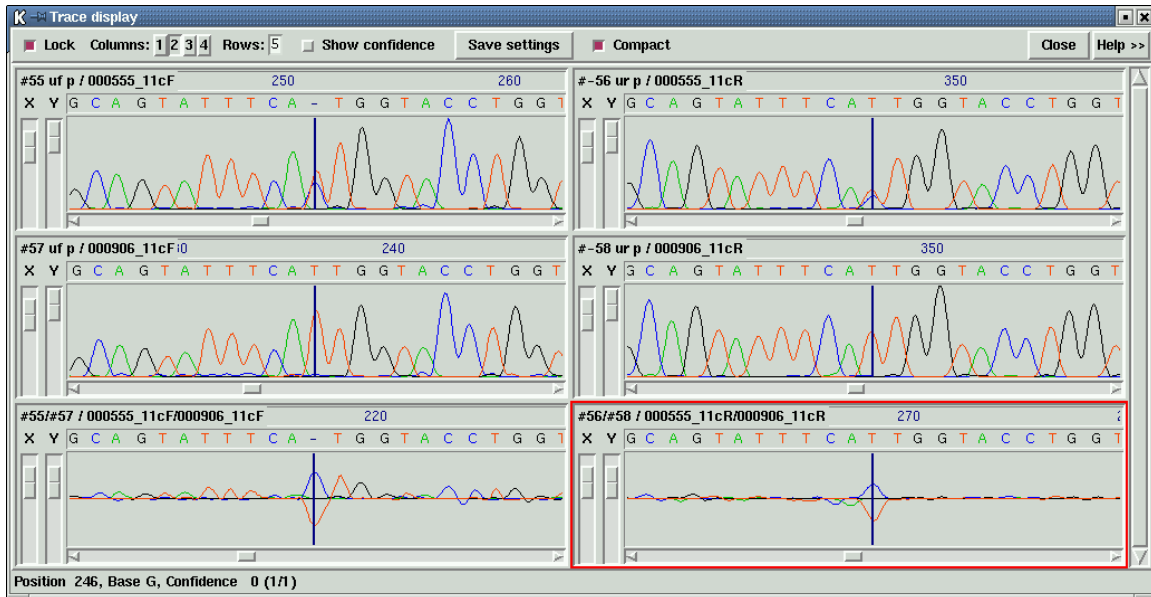 Trace display
Lock Columns: 1 2 3 4 Rows: 5 Show confidence Save settings Compact Close Help >>
#55 uf p / 000555_11cF 250 260
X Y G C A G T A T T T C A - T G G T A C C T G G T
#-56 ur p / 000555_11cR 350
X Y G C A G T A T T T C A T T G G T A C C T G G T
#57 uf p / 000906_11cF 240
X Y G C A G T A T T T C A T T G G T A C C T G G T
#-58 ur p / 000906_11cR 350
X Y G C A G T A T T T C A T T G G T A C C T G G T
#55/#57 / 000555_11cF/000906_11cF 220
X Y G C A G T A T T T C A - T G G T A C C T G G T
#56/#58 / 000555_11cR/000906_11cR 270
X Y G C A G T A T T T C A T T G G T A C C T G G T
Position 246, Base G, Confidence 0 (1/1)